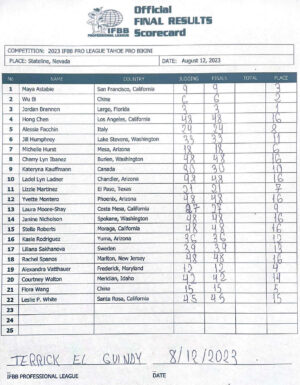 IFBB
PROFESSIONAL LEAGUE
Official
FINAL RESULTS
Scorecard
COMPETITION: 2023 IFBB PRO LEAGUE TAHOE PRO BIKINI
PLACE: Stateline, Nevada DATE: August 12, 2023
No NAME COUNTRY JUDGING FINALS TOTAL PLACE
1 Maya Astabie San Francisco, California 9 9 3
2 Wu Bi China 6 6 2
3 Jordan Brannon Largo, Florida 3 3 1
4 Hong Chen Los Angeles, California 48 48 16
5 Alessia Facchin Italy 24 24 8
6 Jill Humphrey Lake Stevens, Washington 33 33 11
7 Michelle Hurst Mesa, Arizona 18 18 6
8 Cherry Lyn Ibanez Burien, Washington 48 48 16
9 Kateryna Kauffmann Canada 30 30 10
10 Ladel Lyn Ladner Chandler, Arizona 48 48 16
11 Lizzie Martinez El Paso, Texas 21 21 7
12 Yvette Montero Phoenix, Arizona 48 48 16
13 Laura Moore-Shay Costa Mesa, California 27 9
14 Janine Nicholson Spokane, Washington 48 48 16
15 Stella Roberts Moraga, California 48 48 16
16 Kasia Rodriguez Yuma, Arizona 36 36 12
17 Liliana Sakhanova Sweden 39 39 13
18 Rachel Spanos Marlton, New Jersey 48 48 16
19 Alexandra Vatthauer Frederick, Maryland 12 12 4
20 Courtney Walton Meridian, Idaho 42 42 14
21 Flora Wang China 15 15 5
22 Leslie P. White Santa Rosa, California 45 45 15
23
24
25
TERRICK EL GUINDY 8/12/2023
IFBB PROFESSIONAL LEAGUE DATE